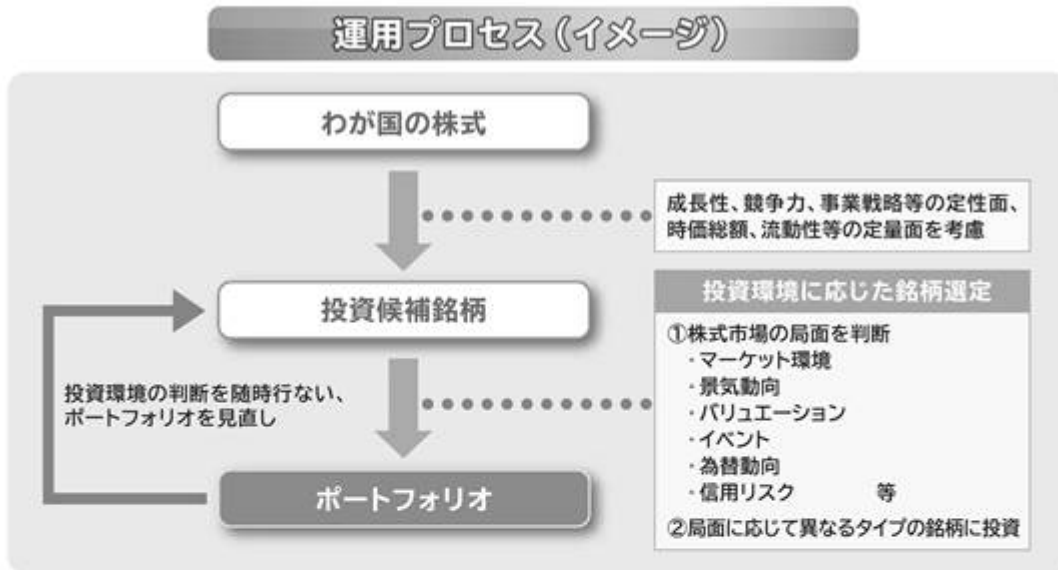 運用プロセス（イメージ）
わが国の株式
成長性、競争力、事業戦略等の定性面、
時価総額、流動性等の定量面を考慮
投資候補銘柄
投資環境に応じた銘柄選定
①株式市場の局面を判断
・マーケット環境
・景気動向
・バリュエーション
・イベント
・為替動向
・信用リスク　　　等
②局面に応じて異なるタイプの銘柄に投資
投資環境の判断を随時行ない、
ポートフォリオを見直し
ポートフォリオ